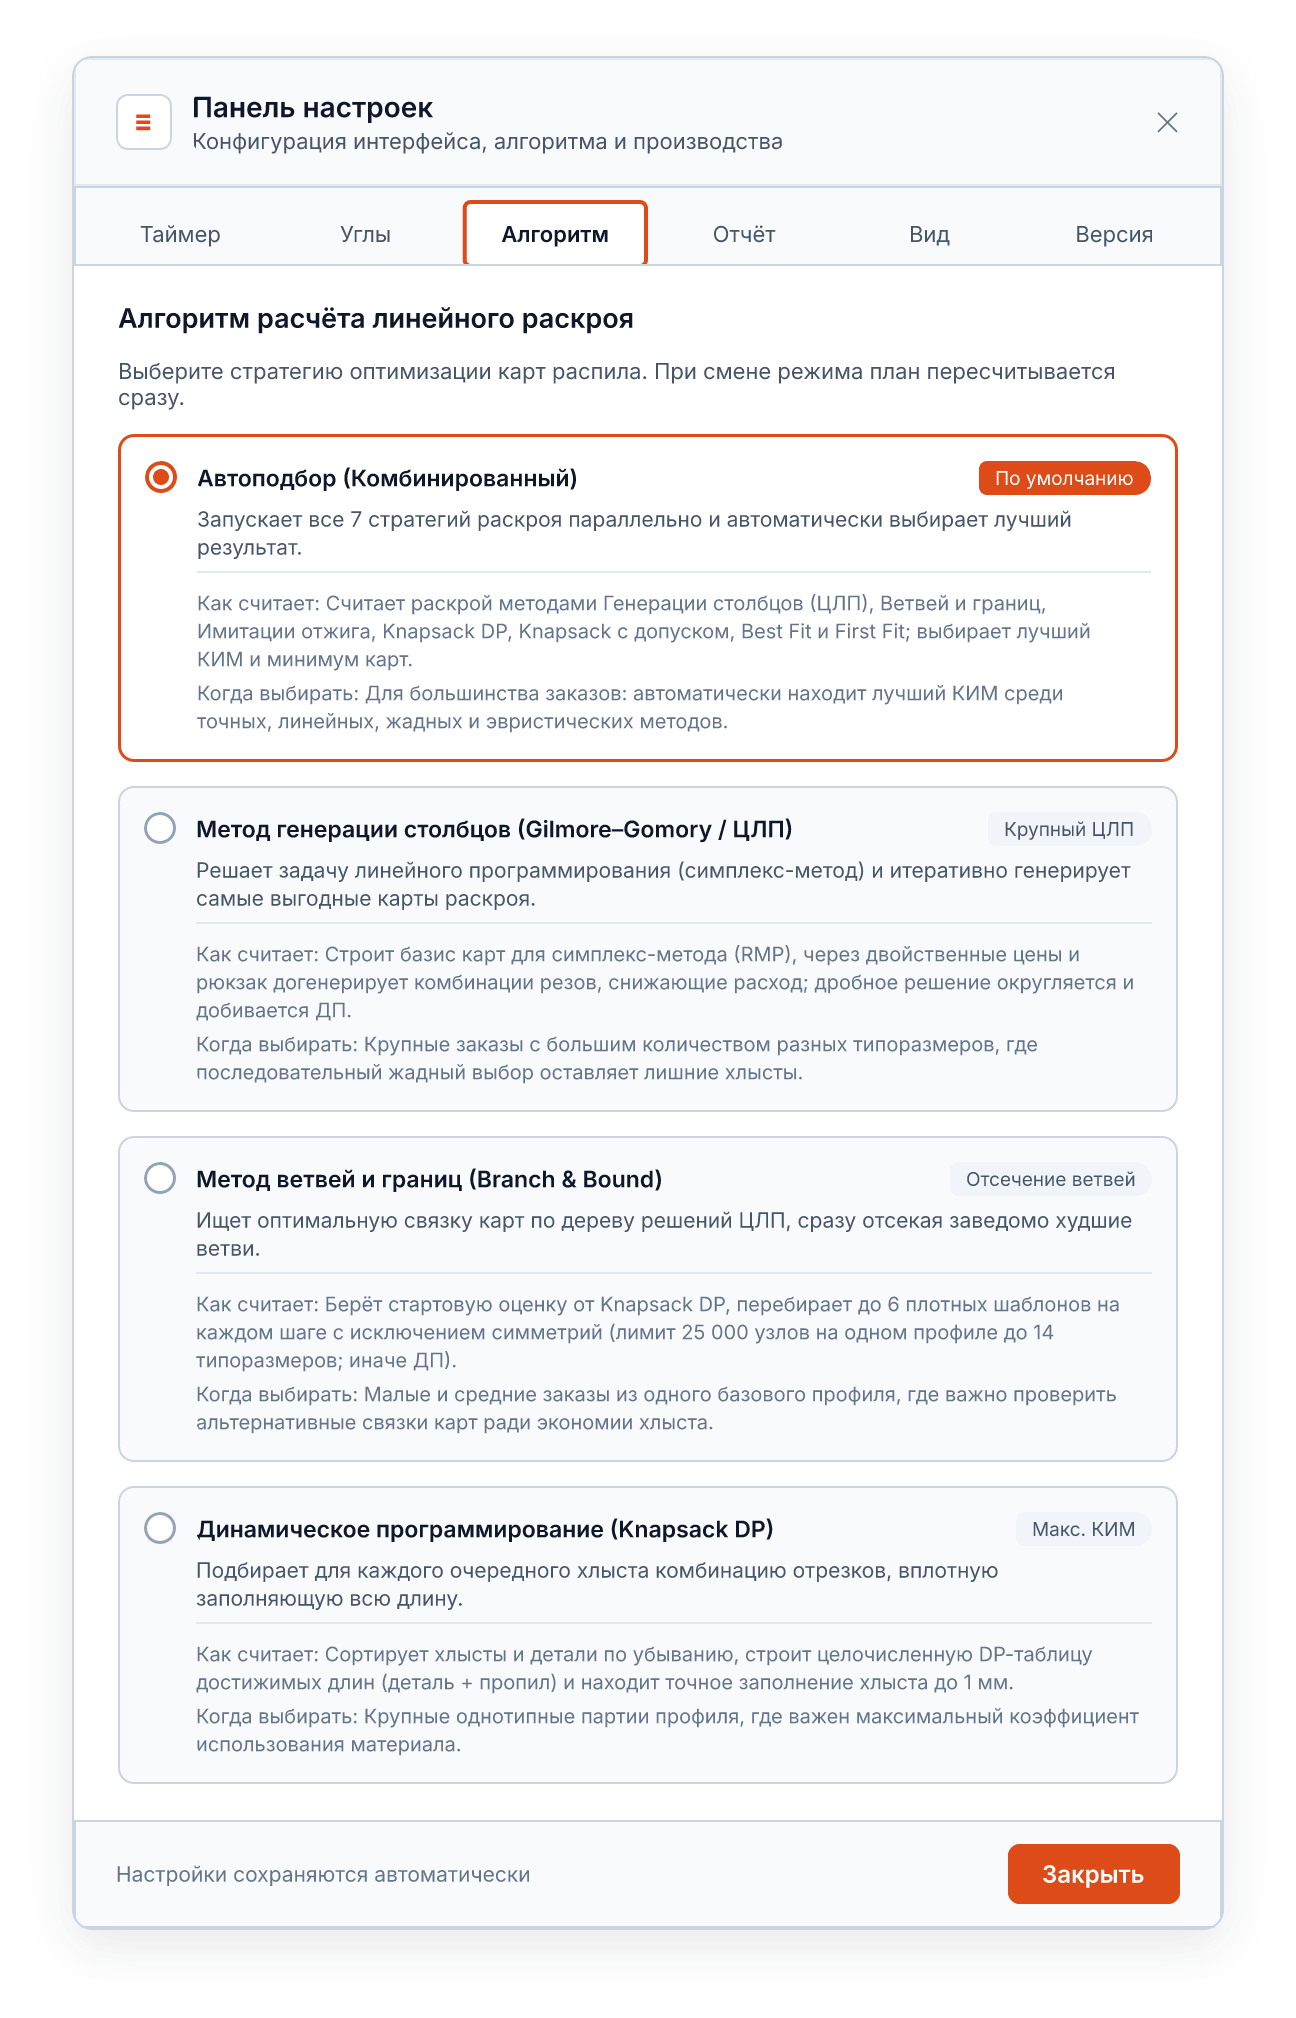 Панель настроек
Конфигурация интерфейса, алгоритма и производства
Таймер
Углы
Алгоритм
Отчёт
Вид
Версия
Алгоритм расчёта линейного раскроя
Выберите стратегию оптимизации карт распила. При смене режима план пересчитывается
сразу.
Автоподбор (Комбинированный)
По умолчанию
Запускает все 7 стратегий раскроя параллельно и автоматически выбирает лучший
результат.
Как считает: Считает раскрой методами Генерации столбцов (ЦЛП), Ветвей и границ,
Имитации отжига, Knapsack DP, Knapsack с допуском, Best Fit и First Fit; выбирает лучший
КИМ и минимум карт.
Когда выбирать: Для большинства заказов: автоматически находит лучший КИМ среди
точных, линейных, жадных и эвристических методов.
Метод генерации столбцов (Gilmore–Gomory / ЦЛП)
Крупный ЦЛП
Решает задачу линейного программирования (симплекс-метод) и итеративно генерирует
самые выгодные карты раскроя.
Как считает: Строит базис карт для симплекс-метода (RMP), через двойственные цены и
рюкзак догенерирует комбинации резов, снижающие расход; дробное решение округляется и
добивается ДП.
Когда выбирать: Крупные заказы с большим количеством разных типоразмеров, где
последовательный жадный выбор оставляет лишние хлысты.
Метод ветвей и границ (Branch & Bound)
Отсечение ветвей
Ищет оптимальную связку карт по дереву решений ЦЛП, сразу отсекая заведомо худшие
ветви.
Как считает: Берёт стартовую оценку от Knapsack DP, перебирает до 6 плотных шаблонов на
каждом шаге с исключением симметрий (лимит 25 000 узлов на одном профиле до 14
типоразмеров; иначе ДП).
Когда выбирать: Малые и средние заказы из одного базового профиля, где важно проверить
альтернативные связки карт ради экономии хлыста.
Динамическое программирование (Knapsack DP)
Макс. КИМ
Подбирает для каждого очередного хлыста комбинацию отрезков, вплотную
заполняющую всю длину.
Как считает: Сортирует хлысты и детали по убыванию, строит целочисленную DP-таблицу
достижимых длин (деталь + пропил) и находит точное заполнение хлыста до 1 мм.
Когда выбирать: Крупные однотипные партии профиля, где важен максимальный коэффициент
использования материала.
Настройки сохраняются автоматически
Закрыть